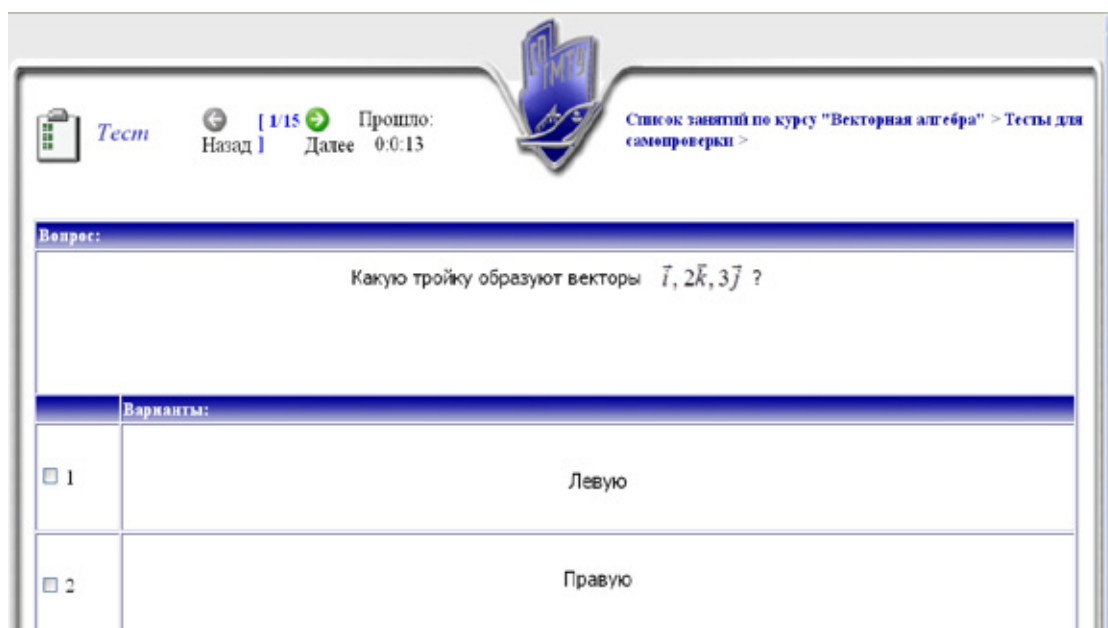 СПбГМТУ
Тест
Назад
[ 1/15 ]
Далее
Прошло:
0:0:13
Список занятий по курсу "Векторная алгебра" > Тесты для
самопроверки >
Вопрос:
Какую тройку образуют векторы i⃗, 2k⃗, 3j⃗ ?
Варианты:
1
Левую
2
Правую